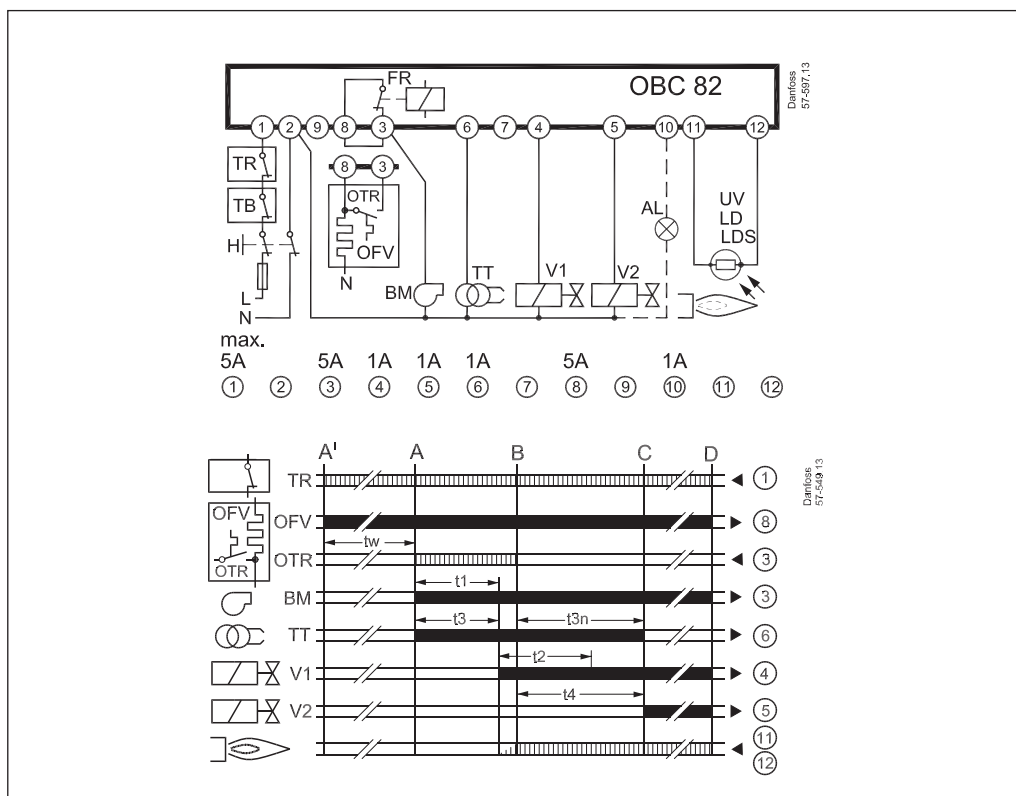 FR
OBC 82
Danfoss
57-597.13
1 2 9 8 3 6 7 4 5 10 11 12
TR
8 3
OTR
TB
OFV
N
H
L
N
BM
TT
V1
V2
AL
UV
LD
LDS
max.
5A 5A 1A 1A 1A 5A 1A
1 2 3 4 5 6 7 8 9 10 11 12
A' A B C D
Danfoss
57-549.13
TR 1
OFV
OFV 8
tw
OTR
OTR 3
t1
BM 3
t3 t3n
TT 6
t2
V1 4
t4
V2 5
11
12